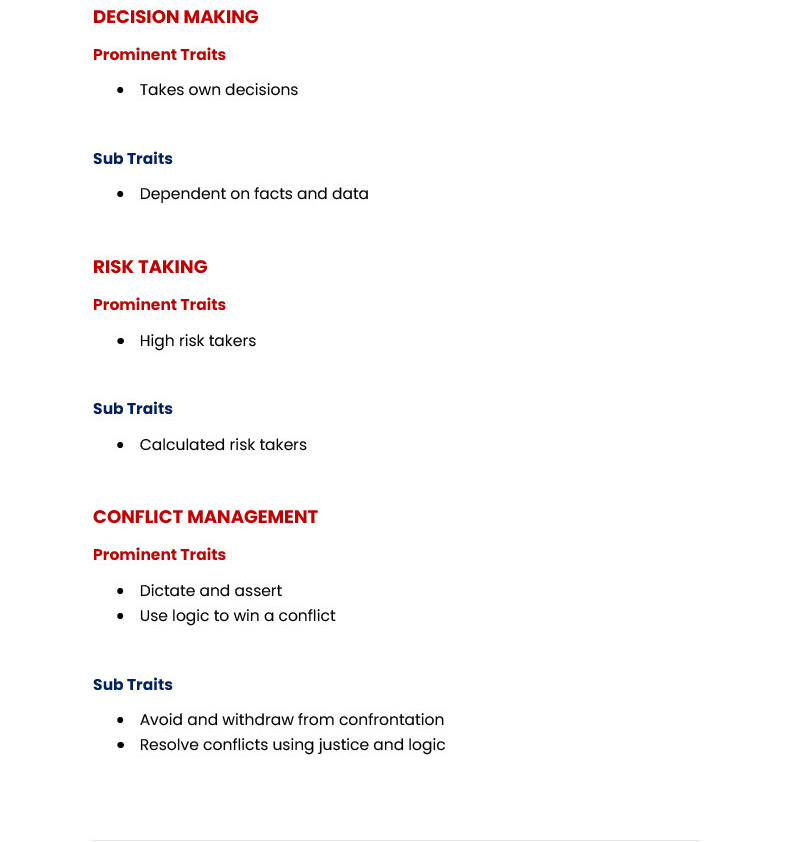 DECISION MAKING
Prominent Traits
• Takes own decisions
Sub Traits
• Dependent on facts and data
RISK TAKING
Prominent Traits
• High risk takers
Sub Traits
• Calculated risk takers
CONFLICT MANAGEMENT
Prominent Traits
• Dictate and assert
• Use logic to win a conflict
Sub Traits
• Avoid and withdraw from confrontation
• Resolve conflicts using justice and logic